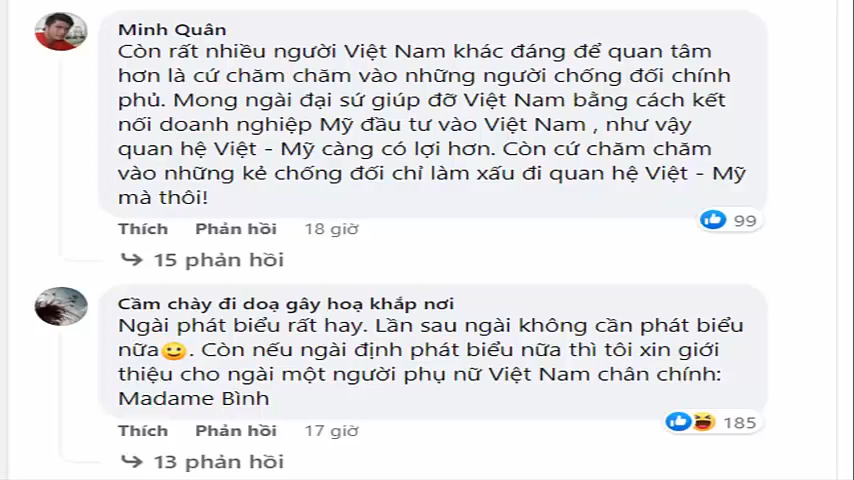 Minh Quân
Còn rất nhiều người Việt Nam khác đáng để quan tâm
hơn là cứ chăm chăm vào những người chống đối chính
phủ. Mong ngài đại sứ giúp đỡ Việt Nam bằng cách kết
nối doanh nghiệp Mỹ đầu tư vào Việt Nam , như vậy
quan hệ Việt - Mỹ càng có lợi hơn. Còn cứ chăm chăm
vào những kẻ chống đối chỉ làm xấu đi quan hệ Việt - Mỹ
mà thôi!
Thích Phản hồi 18 giờ 99
15 phản hồi
Cầm chày đi doạ gây hoạ khắp nơi
Ngài phát biểu rất hay. Lần sau ngài không cần phát biểu
nữa🙂. Còn nếu ngài định phát biểu nữa thì tôi xin giới
thiệu cho ngài một người phụ nữ Việt Nam chân chính:
Madame Bình
Thích Phản hồi 17 giờ 185
13 phản hồi